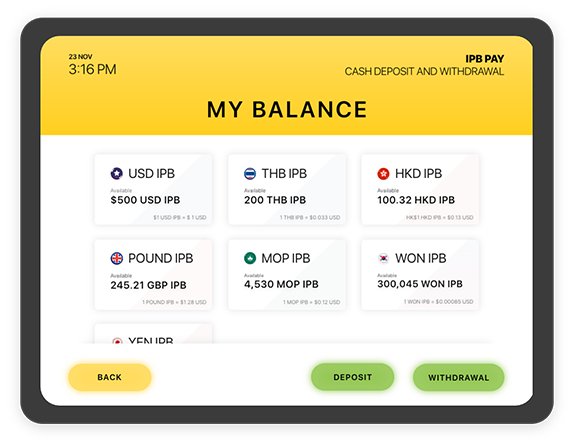 23 NOV
3:16 PM
IPB PAY
CASH DEPOSIT AND WITHDRAWAL
MY BALANCE
USD IPB
Available
$500 USD IPB
$1 USD IPB = $ 1 USD
THB IPB
Available
200 THB IPB
1 THB IPB = $0.033 USD
HKD IPB
Available
100.32 HKD IPB
HK$1 HKD IPB = $0.13 USD
POUND IPB
Available
245.21 GBP IPB
1 POUND IPB = $1.28 USD
MOP IPB
Available
4,530 MOP IPB
1 MOP IPB = $0.12 USD
WON IPB
Available
300,045 WON IPB
1 WON IPB = $0.00085 USD
YEN IPB
BACK
DEPOSIT
WITHDRAWAL